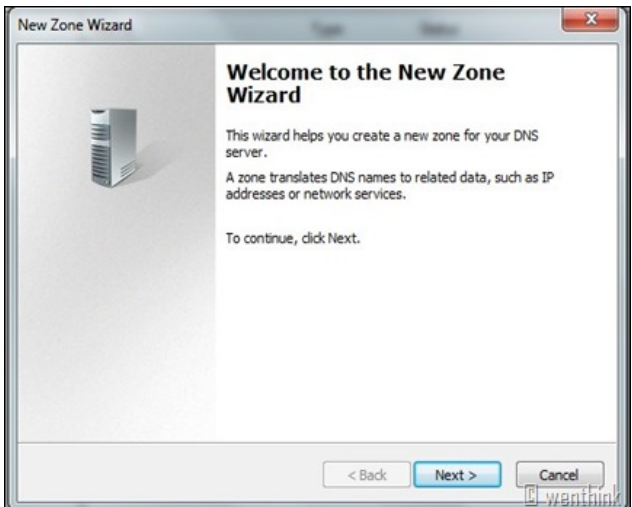 New Zone Wizard
Type Status
Welcome to the New Zone
Wizard
This wizard helps you create a new zone for your DNS
server.
A zone translates DNS names to related data, such as IP
addresses or network services.
To continue, click Next.
< Back Next > Cancel
wenthink